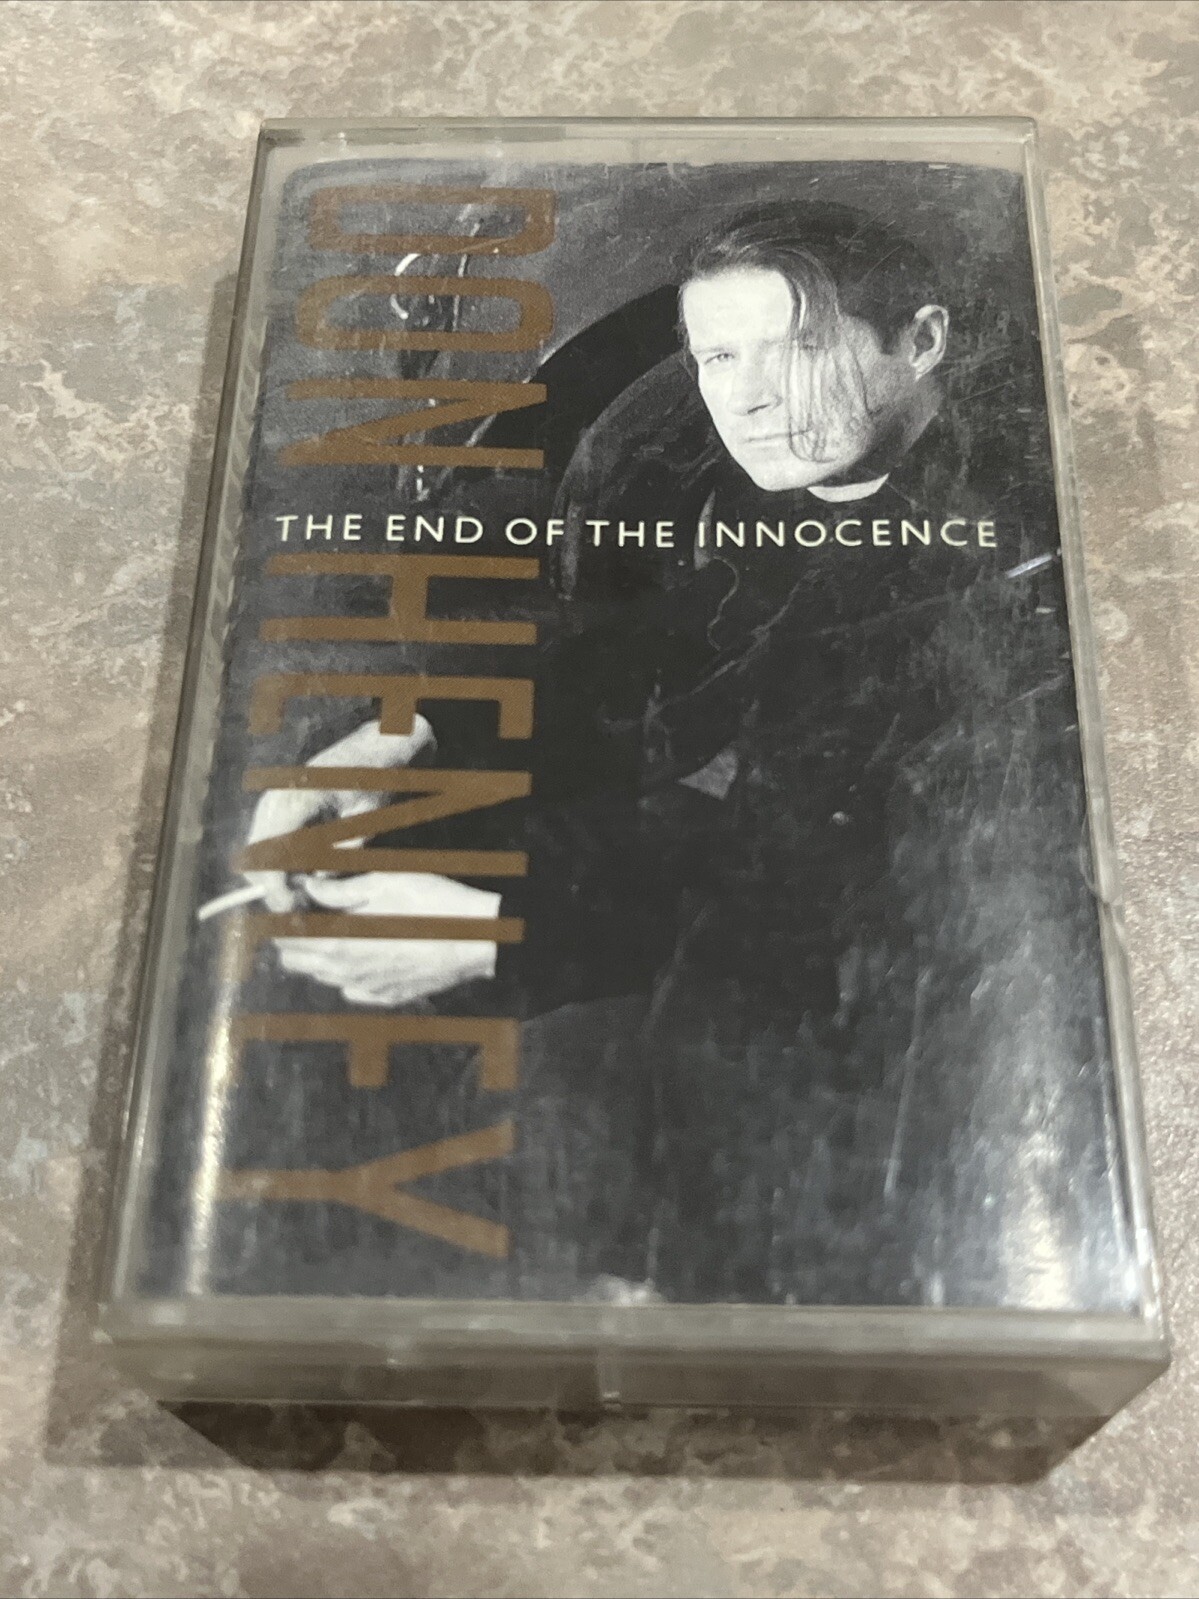 DON HENLEY
THE END OF THE INNOCENCE